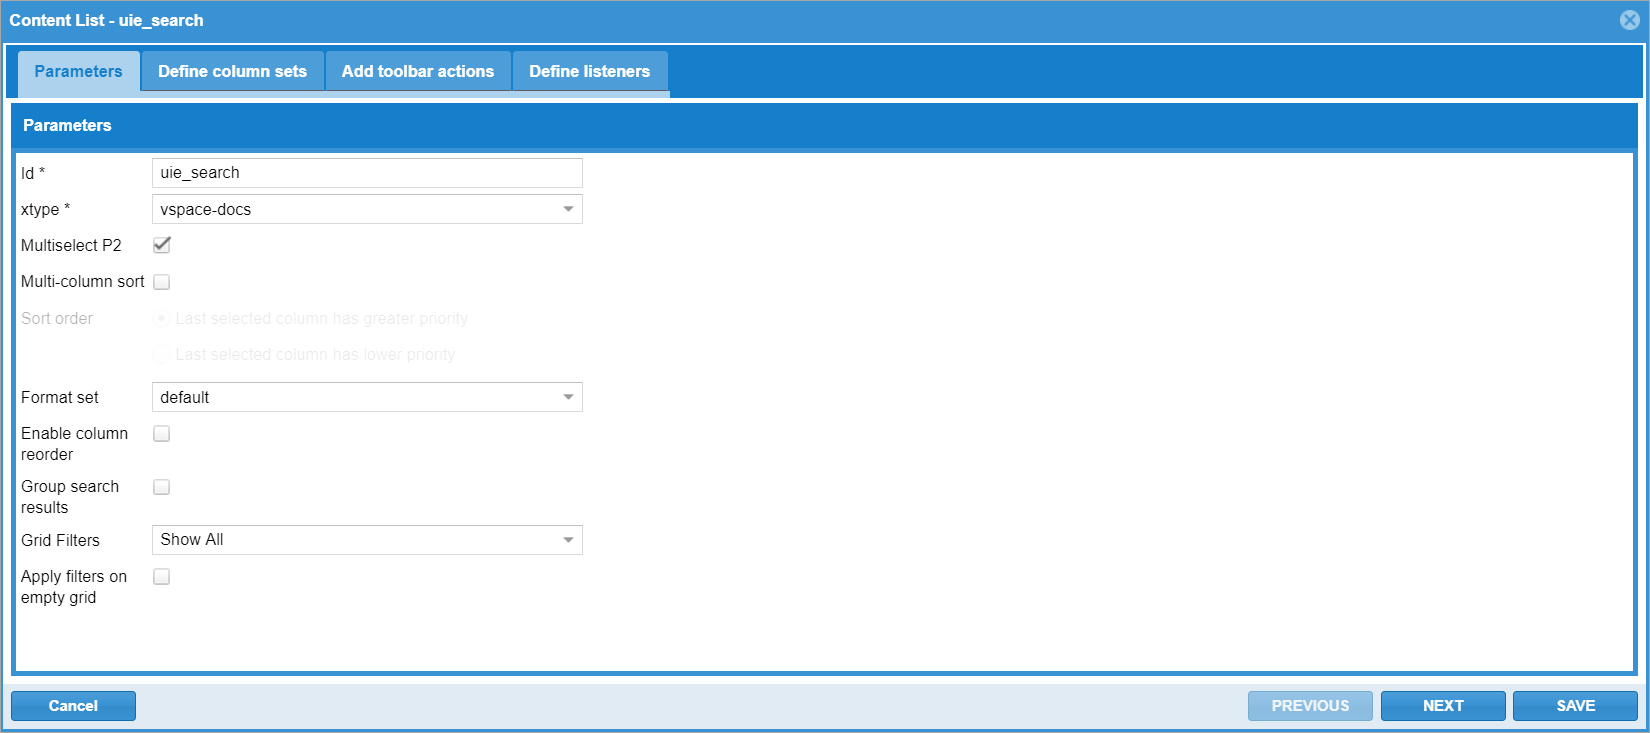 Content List - uie_search
Parameters
Define column sets
Add toolbar actions
Define listeners
Parameters
Id *
uie_search
xtype *
vspace-docs
Multiselect P2
Multi-column sort
Sort order
Last selected column has greater priority
Last selected column has lower priority
Format set
default
Enable column
reorder
Group search
results
Grid Filters
Show All
Apply filters on
empty grid
Cancel
PREVIOUS
NEXT
SAVE